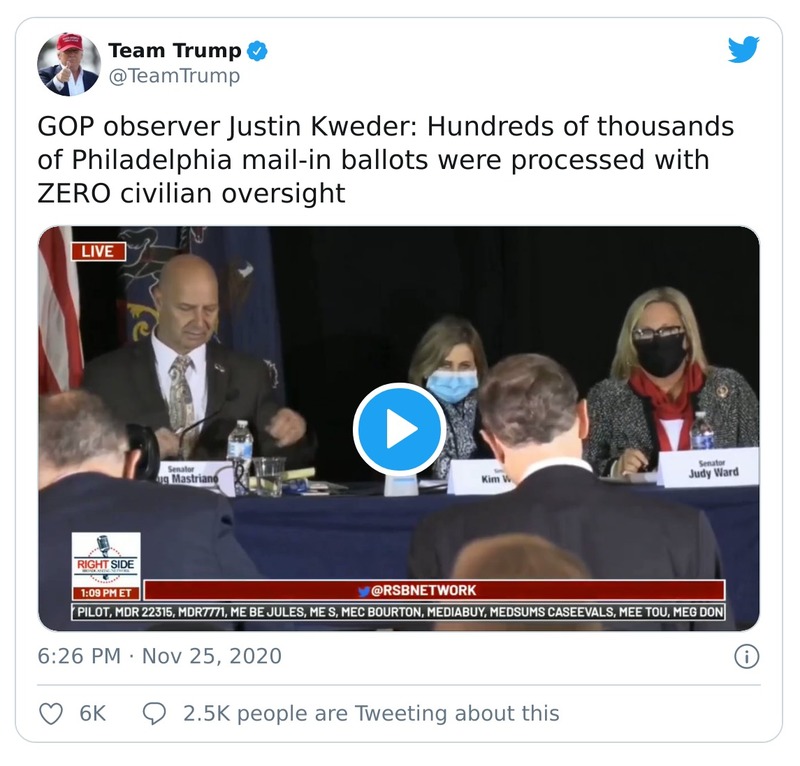 Team Trump
@TeamTrump
GOP observer Justin Kweder: Hundreds of thousands
of Philadelphia mail-in ballots were processed with
ZERO civilian oversight
LIVE
Senator
Mastriano
Kim
Senator
Judy Ward
RIGHT SIDE
1:09 PM ET
@RSBNETWORK
PILOT, MDR 22315, MDR7771, ME BE JULES, ME S, MEC BOURTON, MEDIABUY, MEDSUMS CASEEVALS, MEE TOU, MEG DON
6:26 PM · Nov 25, 2020
6K
2.5K people are Tweeting about this